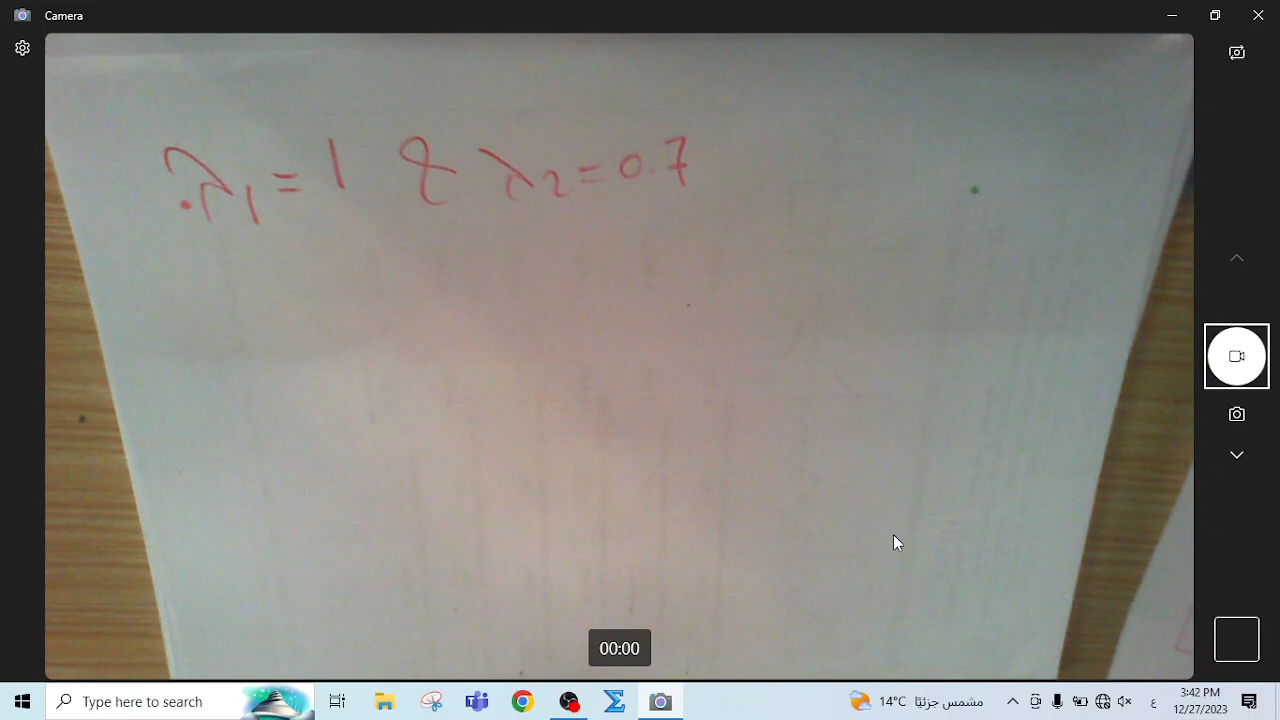 Camera
λ1 = 1 & λ2 = 0.7
00:00
Type here to search
14°C مشمس جزئيًا
ع
3:42 PM
12/27/2023